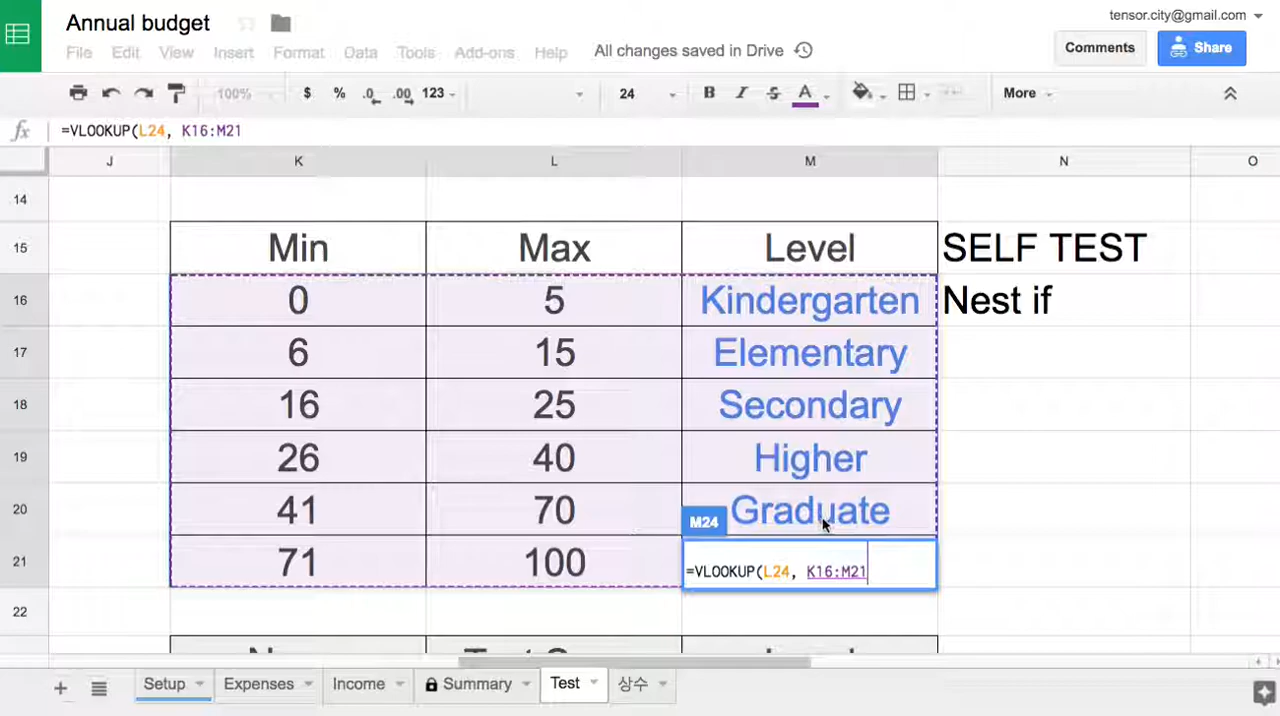 Annual budget
tensor.city@gmail.com
File Edit View Insert Format Data Tools Add-ons Help
All changes saved in Drive
Comments
Share
100% $ % .0 .00 123 24 B I S A More
fx =VLOOKUP(L24, K16:M21
J K L M N O
14
15 Min Max Level SELF TEST
16 0 5 Kindergarten Nest if
17 6 15 Elementary
18 16 25 Secondary
19 26 40 Higher
20 41 70 Graduate
M24
21 71 100 =VLOOKUP(L24, K16:M21
22
Setup Expenses Income Summary Test 상수